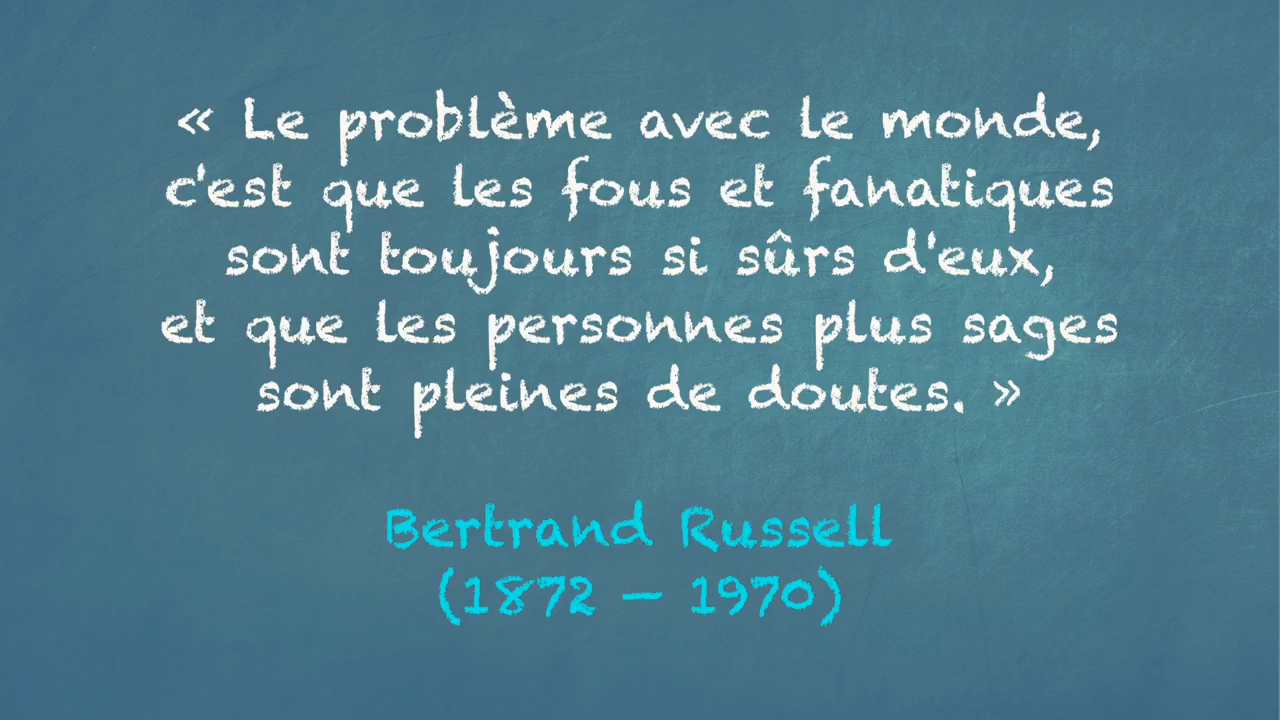 « Le problème avec le monde,
c'est que les fous et fanatiques
sont toujours si sûrs d'eux,
et que les personnes plus sages
sont pleines de doutes. »
Bertrand Russell
(1872 – 1970)